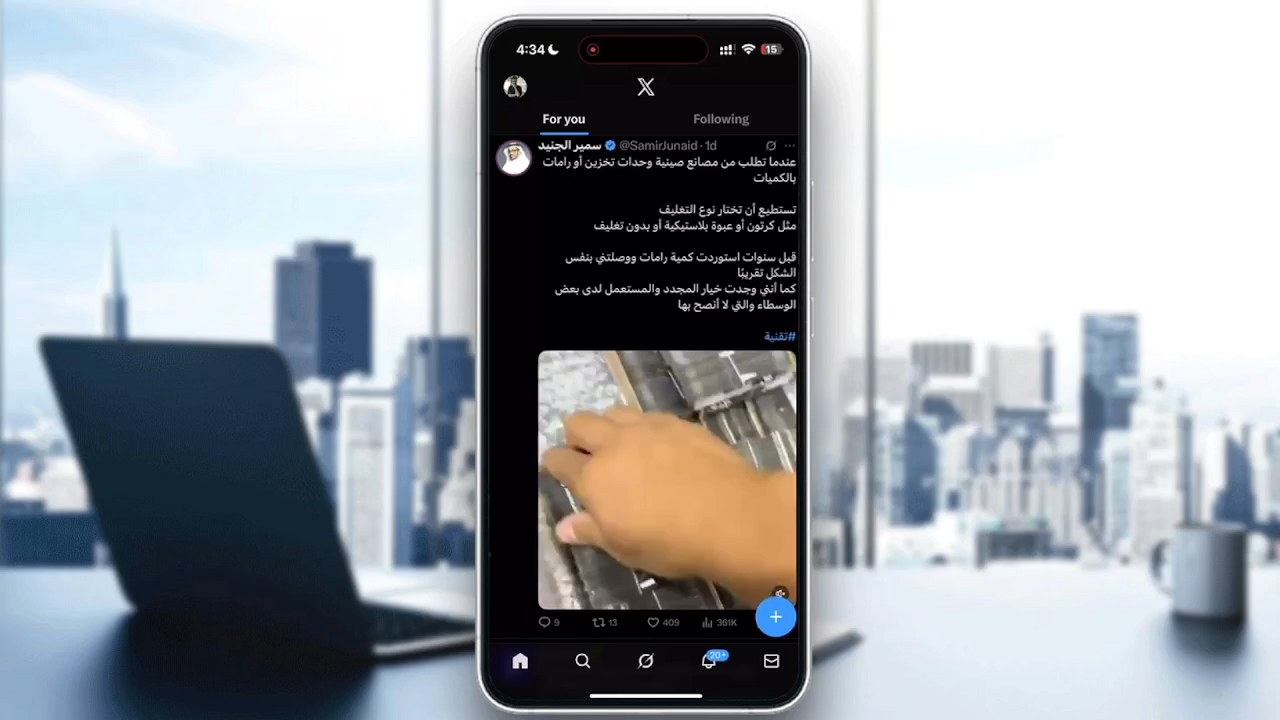 4:34
15
For you
Following
سمير الجنيد @SamirJunaid · 1d
عندما تطلب من مصانع صينية وحدات تخزين أو رامات
بالكميات
تستطيع أن تختار نوع التغليف
مثل كرتون أو عبوة بلاستيكية أو بدون تغليف
قبل سنوات استوردت كمية رامات ووصلتني بنفس
الشكل تقريبًا
كما أنني وجدت خيار المجدد والمستعمل لدى بعض
الوسطاء والتي لا أنصح بها
#تقنية
9 13 409 361K
20+